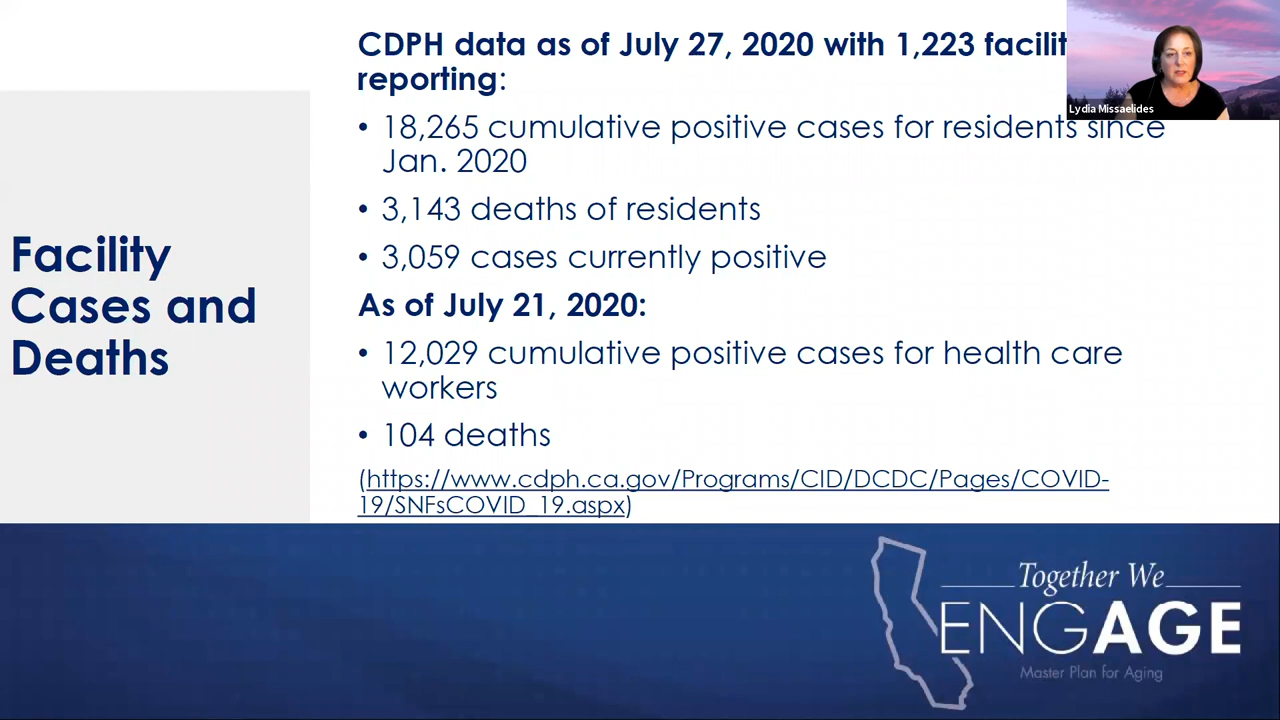 CDPH data as of July 27, 2020 with 1,223
reporting:
• 18,265 cumulative positive cases for residents since
Jan. 2020
• 3,143 deaths of residents
• 3,059 cases currently positive
As of July 21, 2020:
• 12,029 cumulative positive cases for health care
workers
• 104 deaths
(https://www.cdph.ca.gov/Programs/CID/DCDC/Pages/COVID-
19/SNFsCOVID_19.aspx)
Facility
Cases and
Deaths
Lydia Missaelides
Together We
ENGAGE
Master Plan for Aging